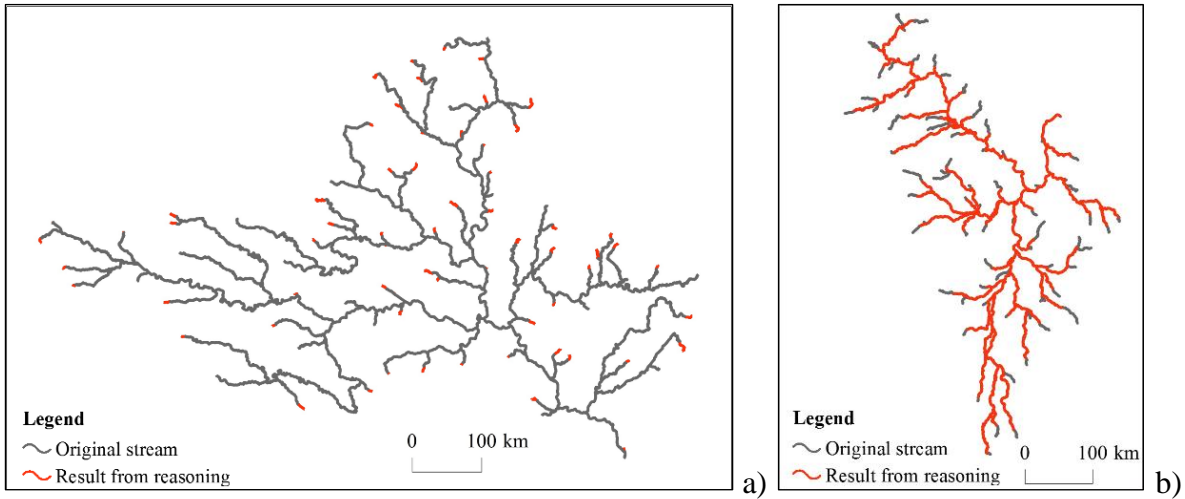 Legend
Original stream
Result from reasoning
0 100 km
a)
Legend
Original stream
Result from reasoning
0 100 km
b)